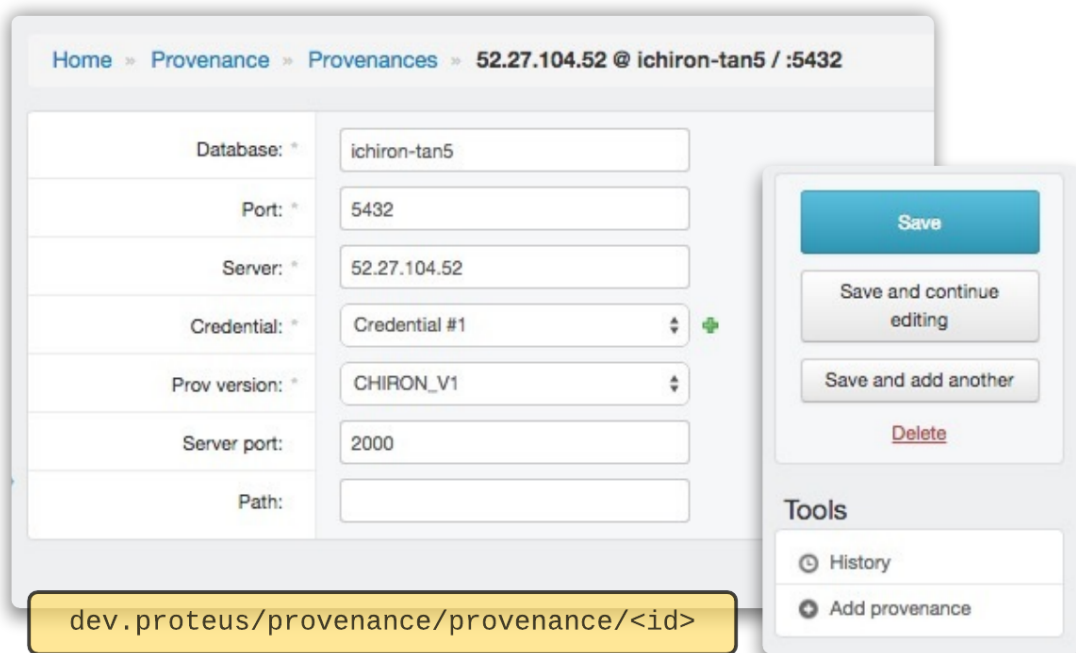 Home » Provenance » Provenances » 52.27.104.52 @ ichiron-tan5 / :5432
Database: * ichiron-tan5
Port: * 5432
Server: * 52.27.104.52
Credential: * Credential #1
Prov version: * CHIRON_V1
Server port: 2000
Path:
Save
Save and continue
editing
Save and add another
Delete
Tools
History
Add provenance
dev.proteus/provenance/provenance/<id>